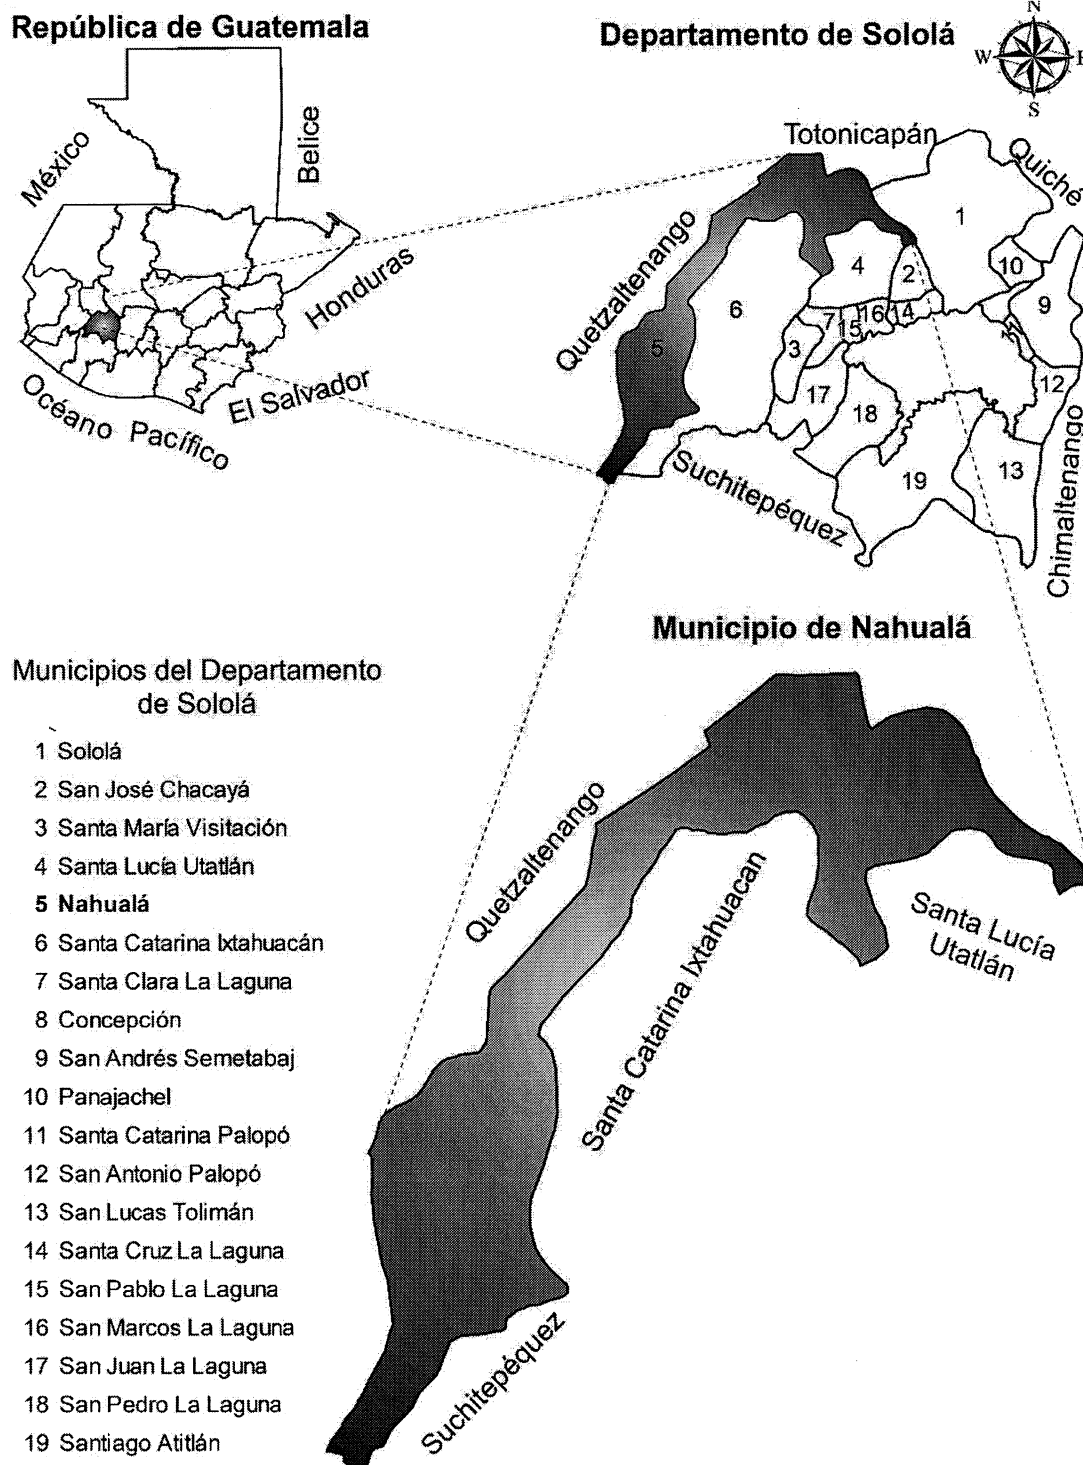 República de Guatemala
México
Belice
Honduras
El Salvador
Océano Pacífico
Departamento de Sololá
N
W
E
S
Totonicapán
Quiché
Quetzaltenango
Suchitepéquez
Chimaltenango
1
10
9
4
2
6
7
15
16
14
3
5
17
18
12
19
13
Municipio de Nahualá
Quetzaltenango
Santa Catarina Ixtahuacan
Santa Lucía
Utatlán
Suchitepéquez
Municipios del Departamento
de Sololá
1 Sololá
2 San José Chacayá
3 Santa María Visitación
4 Santa Lucía Utatlán
5 Nahualá
6 Santa Catarina Ixtahuacán
7 Santa Clara La Laguna
8 Concepción
9 San Andrés Semetabaj
10 Panajachel
11 Santa Catarina Palopó
12 San Antonio Palopó
13 San Lucas Tolimán
14 Santa Cruz La Laguna
15 San Pablo La Laguna
16 San Marcos La Laguna
17 San Juan La Laguna
18 San Pedro La Laguna
19 Santiago Atitlán